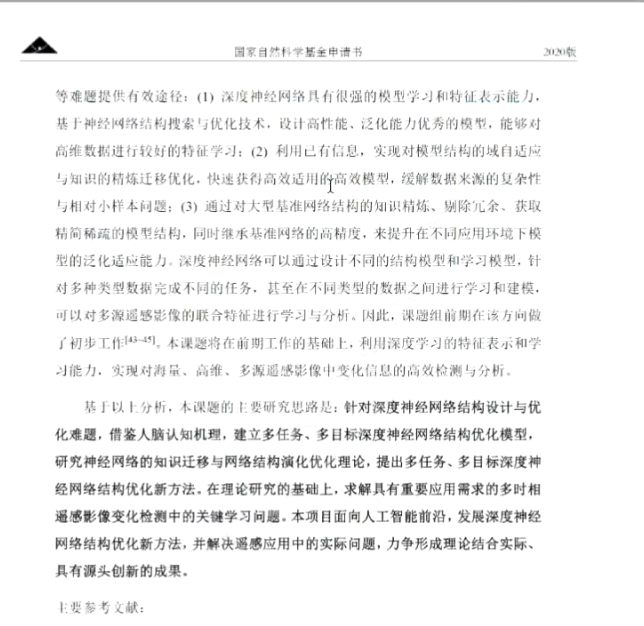 国家自然科学基金申请书 2020版
等难题提供有效途径：(1) 深度神经网络具有很强的模型学习和特征表示能力，
基于神经网络结构搜索与优化技术，设计高性能、泛化能力优秀的模型，能够对
高维数据进行较好的特征学习；(2) 利用已有信息，实现对模型结构的域自适应
与知识的精炼迁移优化，快速获得高效适用的高效模型，缓解数据来源的复杂性
与相对小样本问题；(3) 通过对大型基准网络结构的知识精炼、剔除冗余、获取
精简稀疏的模型结构，同时继承基准网络的高精度，来提升在不同应用环境下模
型的泛化适应能力。深度神经网络可以通过设计不同的结构模型和学习模型，针
对多种类型数据完成不同的任务，甚至在不同类型的数据之间进行学习和建模，
可以对多源遥感影像的联合特征进行学习与分析。因此，课题组前期在该方向做
了初步工作[43-45]。本课题将在前期工作的基础上，利用深度学习的特征表示和学
习能力，实现对海量、高维、多源遥感影像中变化信息的高效检测与分析。
基于以上分析，本课题的主要研究思路是：针对深度神经网络结构设计与优
化难题，借鉴人脑认知机理，建立多任务、多目标深度神经网络结构优化模型，
研究神经网络的知识迁移与网络结构演化优化理论，提出多任务、多目标深度神
经网络结构优化新方法。在理论研究的基础上，求解具有重要应用需求的多时相
遥感影像变化检测中的关键学习问题。本项目面向人工智能前沿，发展深度神经
网络结构优化新方法，并解决遥感应用中的实际问题，力争形成理论结合实际、
具有源头创新的成果。
主要参考文献：